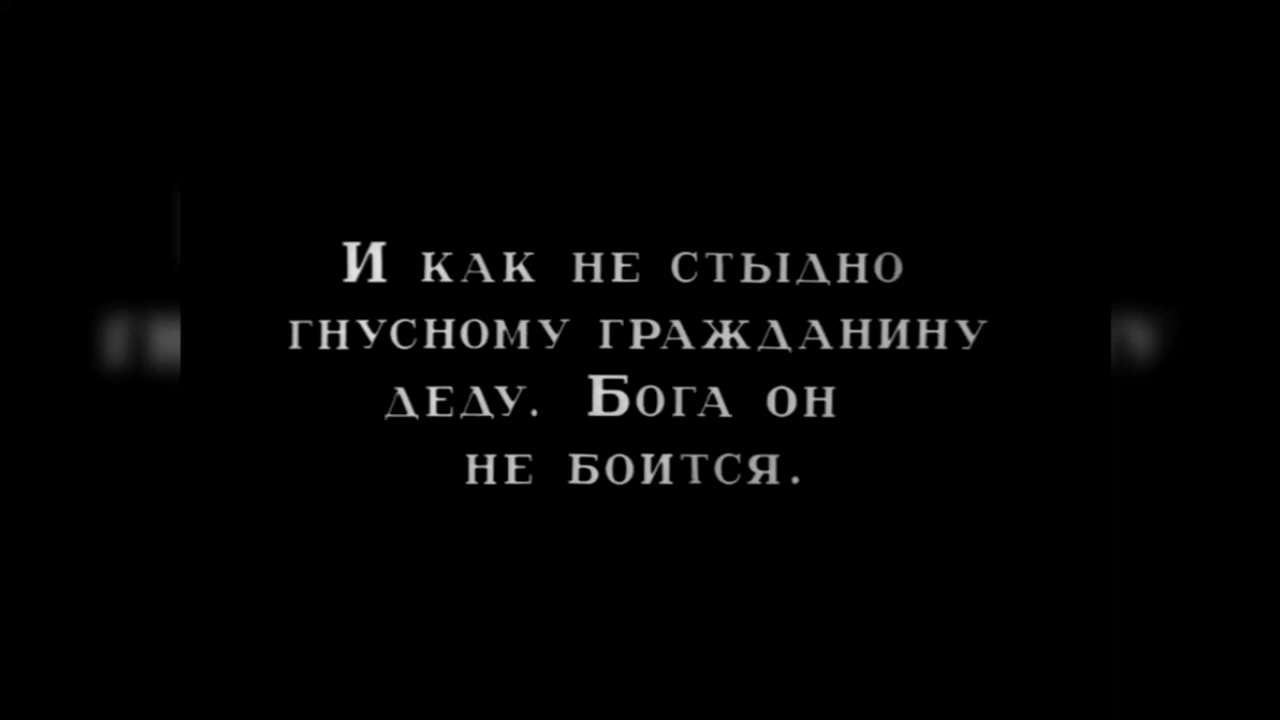 И как не стыдно
гнусному гражданину
деду. Бога он
не боится.